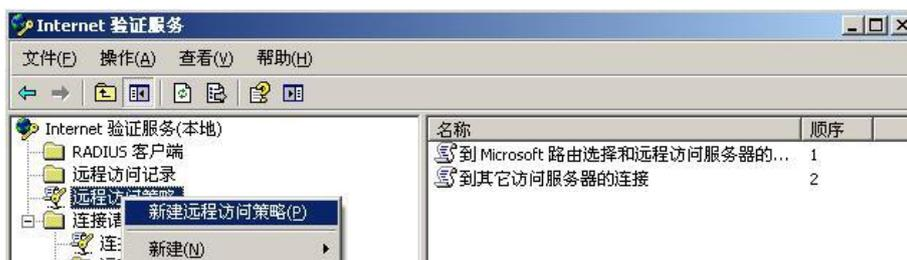 Internet 验证服务
文件(F) 操作(A) 查看(V) 帮助(H)
Internet 验证服务(本地)
RADIUS 客户端
远程访问记录
远程访问策略
连接请
连
新建远程访问策略(P)
新建(N)
名称 顺序
到 Microsoft 路由选择和远程访问服务器的... 1
到其它访问服务器的连接 2